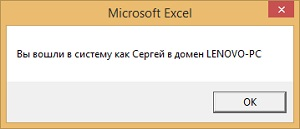 Microsoft Excel
Вы вошли в систему как Сергей в домен LENOVO-PC
OK